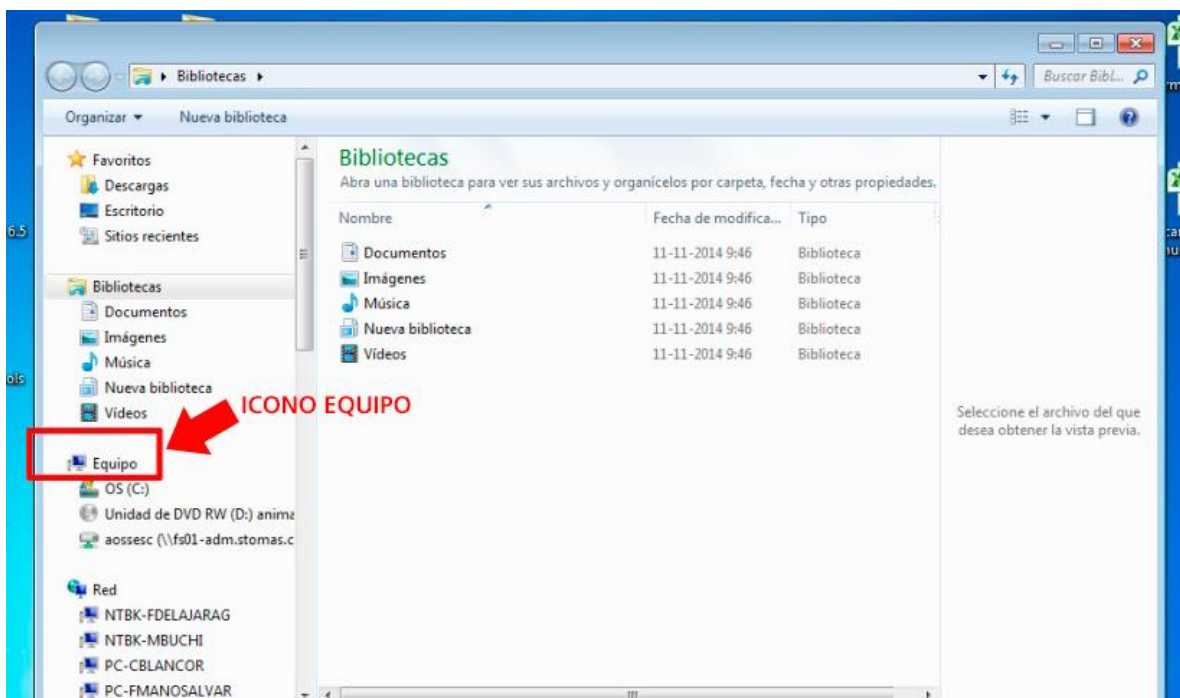 Bibliotecas
Buscar Bibl...
Organizar
Nueva biblioteca
Favoritos
Descargas
Escritorio
Sitios recientes
Bibliotecas
Documentos
Imágenes
Música
Nueva biblioteca
Vídeos
ICONO EQUIPO
Equipo
OS (C:)
Unidad de DVD RW (D:) anima
aossesc (\\fs01-adm.stomas.c
Red
NTBK-FDELAJARAG
NTBK-MBUCHI
PC-CBLANCOR
PC-FMANOSALVAR
Bibliotecas
Abra una biblioteca para ver sus archivos y organícelos por carpeta, fecha y otras propiedades.
Nombre Fecha de modifica... Tipo
Documentos 11-11-2014 9:46 Biblioteca
Imágenes 11-11-2014 9:46 Biblioteca
Música 11-11-2014 9:46 Biblioteca
Nueva biblioteca 11-11-2014 9:46 Biblioteca
Vídeos 11-11-2014 9:46 Biblioteca
Seleccione el archivo del que
desea obtener la vista previa.
6.5
ols